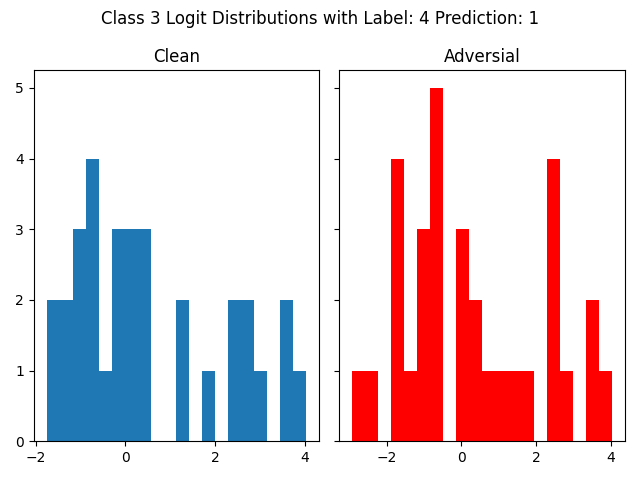 Class 3 Logit Distributions with Label: 4 Prediction: 1
Clean
Adversial
5
4
3
2
1
0
−2 0 2 4
−2 0 2 4